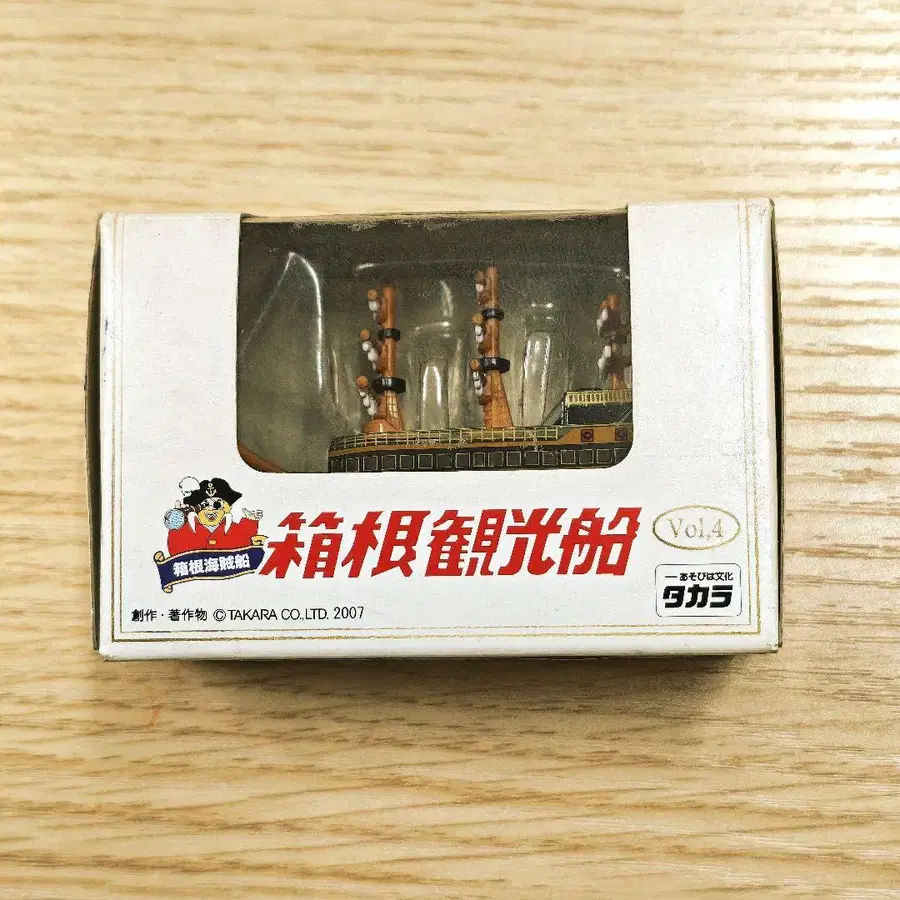 箱根海賊船
箱根観光船
Vol,4
ーあそびは文化
タカラ
創作・著作物 ©TAKARA CO.,LTD. 2007